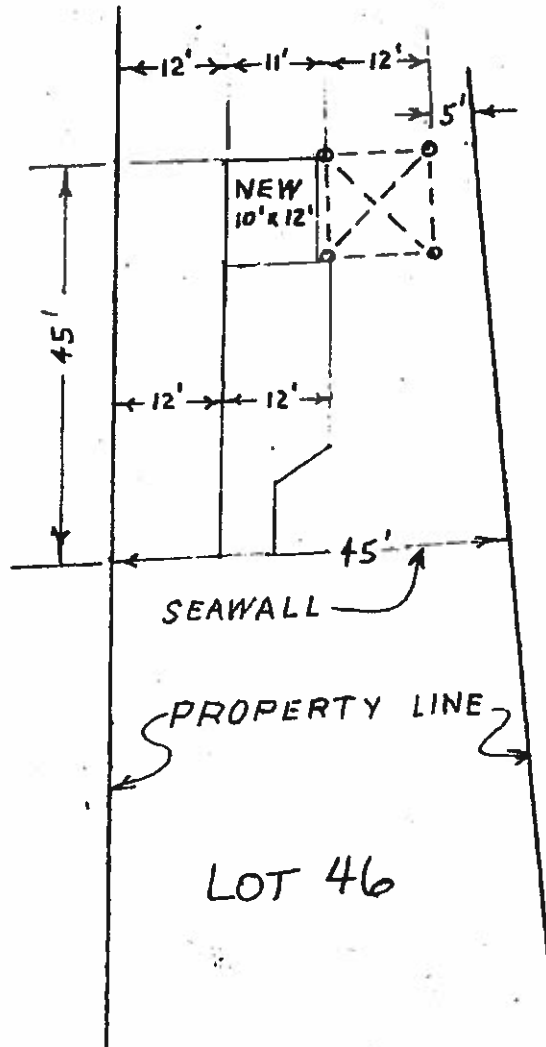 12' 11' 12'
5'
NEW
10' x 12'
45'
12' 12'
45'
SEAWALL
PROPERTY LINE
LOT 46